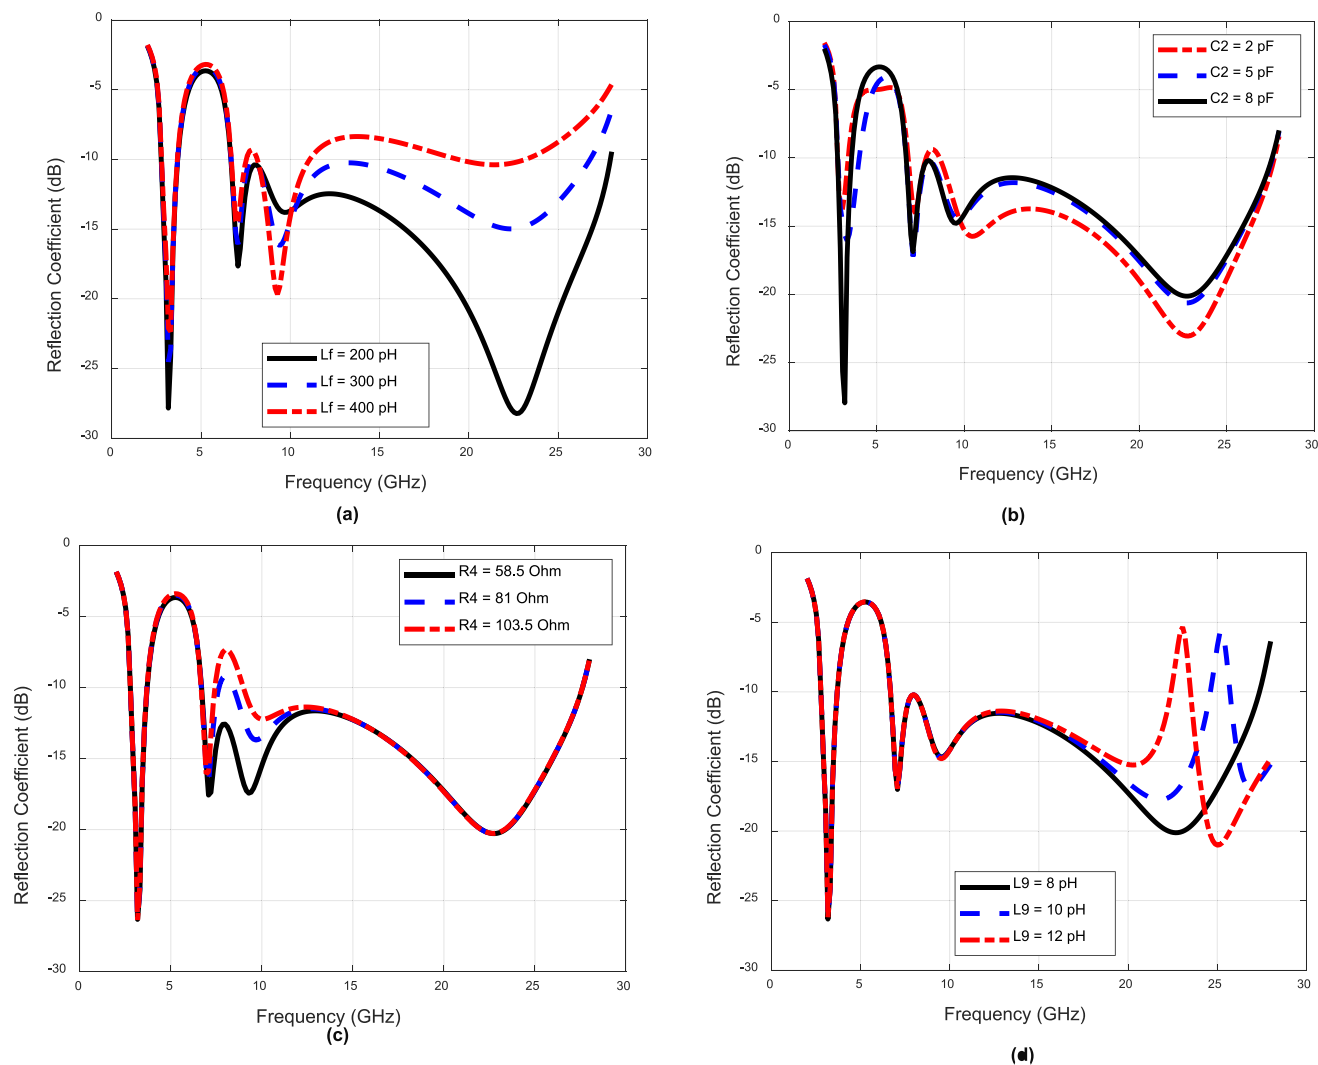 0
-5
-10
-15
-20
-25
-30
Reflection Coefficient (dB)
Lf = 200 pH
Lf = 300 pH
Lf = 400 pH
0 5 10 15 20 25 30
Frequency (GHz)
(a)
0
-5
-10
-15
-20
-25
-30
Reflection Coefficient (dB)
C2 = 2 pF
C2 = 5 pF
C2 = 8 pF
0 5 10 15 20 25 30
Frequency (GHz)
(b)
0
-5
-10
-15
-20
-25
-30
Reflection Coefficient (dB)
R4 = 58.5 Ohm
R4 = 81 Ohm
R4 = 103.5 Ohm
0 5 10 15 20 25 30
Frequency (GHz)
(c)
0
-5
-10
-15
-20
-25
-30
Reflection Coefficient (dB)
L9 = 8 pH
L9 = 10 pH
L9 = 12 pH
0 5 10 15 20 25 30
Frequency (GHz)
(d)